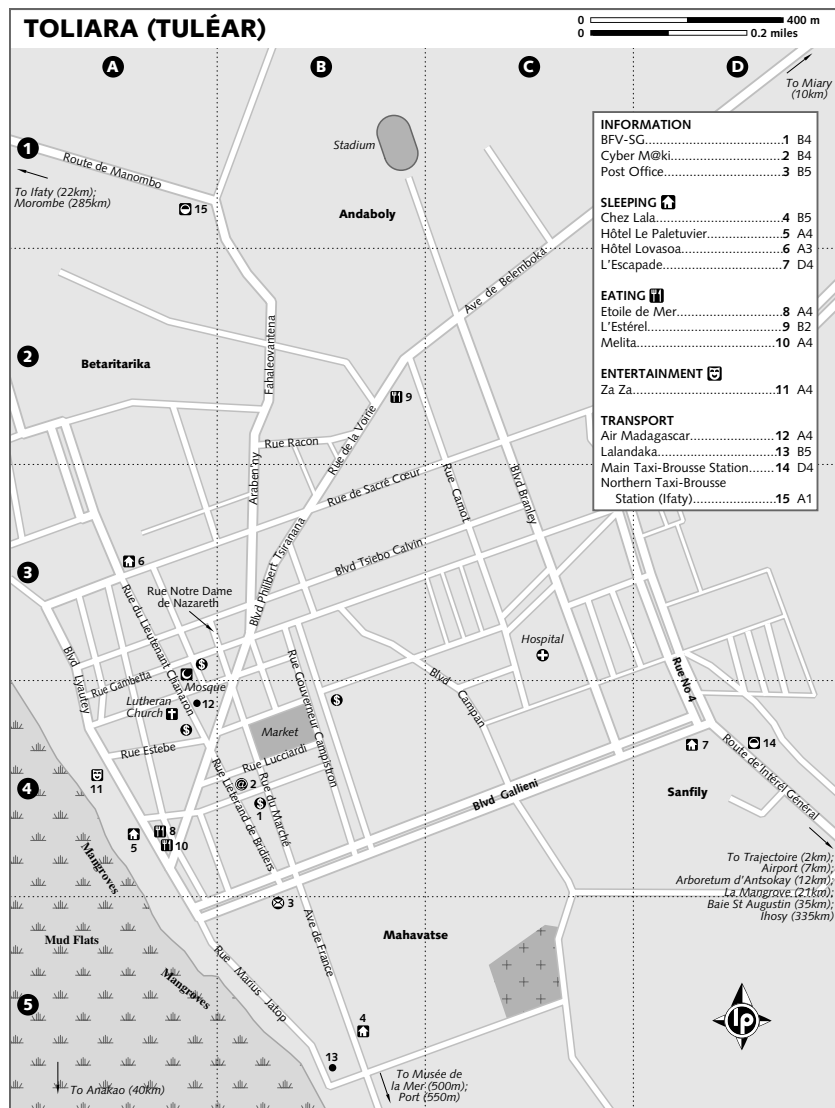 TOLIARA (TULÉAR)
0 400 m
0 0.2 miles
A B C D
To Miary
(10km)
INFORMATION
BFV-SG 1 B4
Cyber M@ki 2 B4
Post Office 3 B5
SLEEPING
Chez Lala 4 B5
Hôtel Le Paletuvier 5 A4
Hôtel Lovasoa 6 A3
L'Escapade 7 D4
EATING
Etoile de Mer 8 A4
L'Estérel 9 B2
Melita 10 A4
ENTERTAINMENT
Za Za 11 A4
TRANSPORT
Air Madagascar 12 A4
Lalandaka 13 B5
Main Taxi-Brousse Station 14 D4
Northern Taxi-Brousse
Station (Ifaty) 15 A1
1
Stadium
Route de Manombo
To Ifaty (22km);
Morombe (285km)
15
Andaboly
Ave de Belemboka
2
Betaritarika
Fahaleovantena
9
Rue de la Voirie
Rue Racon
Araben'ny
Rue de Sacré Cœur
Rue Carnot
Blvd Branley
3
6
Blvd Philibert Tsiranana
Blvd Tsiebo Calvin
Rue Notre Dame
de Nazareth
Rue du Lieutenant Chanaron
Hospital
Blvd Lyautey
Rue Gambetta
$
Mosque
Rue Gouverneur Campistron
Blvd Campan
Rue No 4
Lutheran
Church
12
$
$
Market
Rue Estebe
Rue Lucciardi
7
14
Route de Interêl Général
4
11
@ 2
$
1
Rue du Marché
Rue Lieterand de Bridiers
Blvd Gallieni
Sanfily
5
8
10
Mangroves
To Trajectoire (2km);
Airport (7km);
Arboretum d'Antsokay (12km);
La Mangrove (21km);
Baie St Augustin (35km);
Ihosy (335km)
3
Mud Flats
Ave de France
Mahavatse
Mangroves
Rue Marius Jatop
5
4
lp
13
To Anakao (40km)
To Musée de
la Mer (500m);
Port (550m)